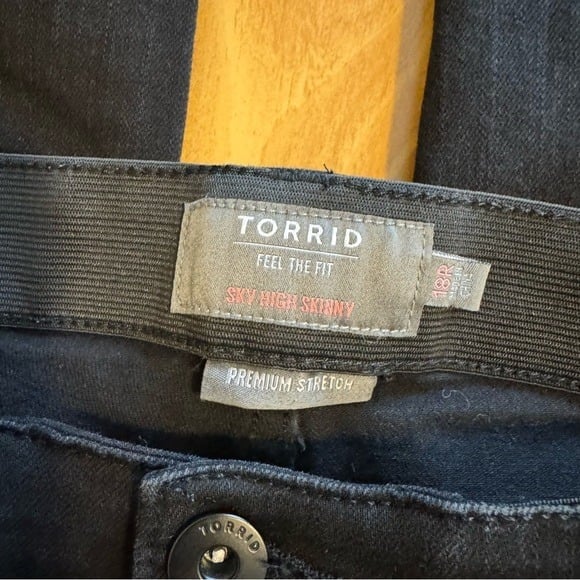 TORRID
FEEL THE FIT
SKY HIGH SKINNY
18R
PREMIUM STRETCH
TORRID